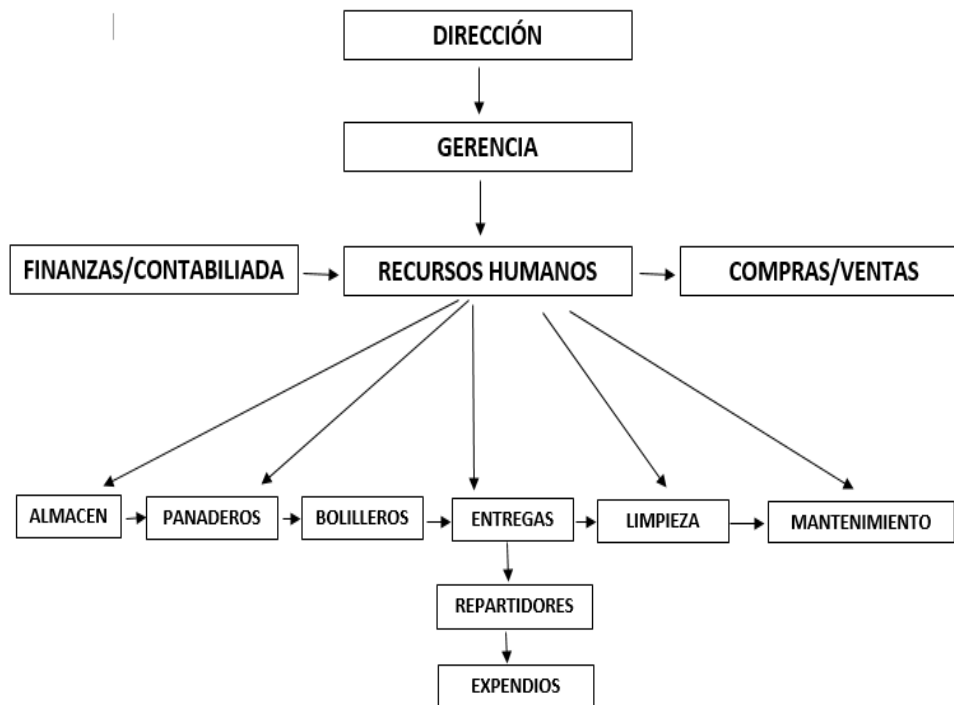 DIRECCIÓN
GERENCIA
FINANZAS/CONTABILIADA
RECURSOS HUMANOS
COMPRAS/VENTAS
ALMACEN
PANADEROS
BOLILLEROS
ENTREGAS
LIMPIEZA
MANTENIMIENTO
REPARTIDORES
EXPENDIOS